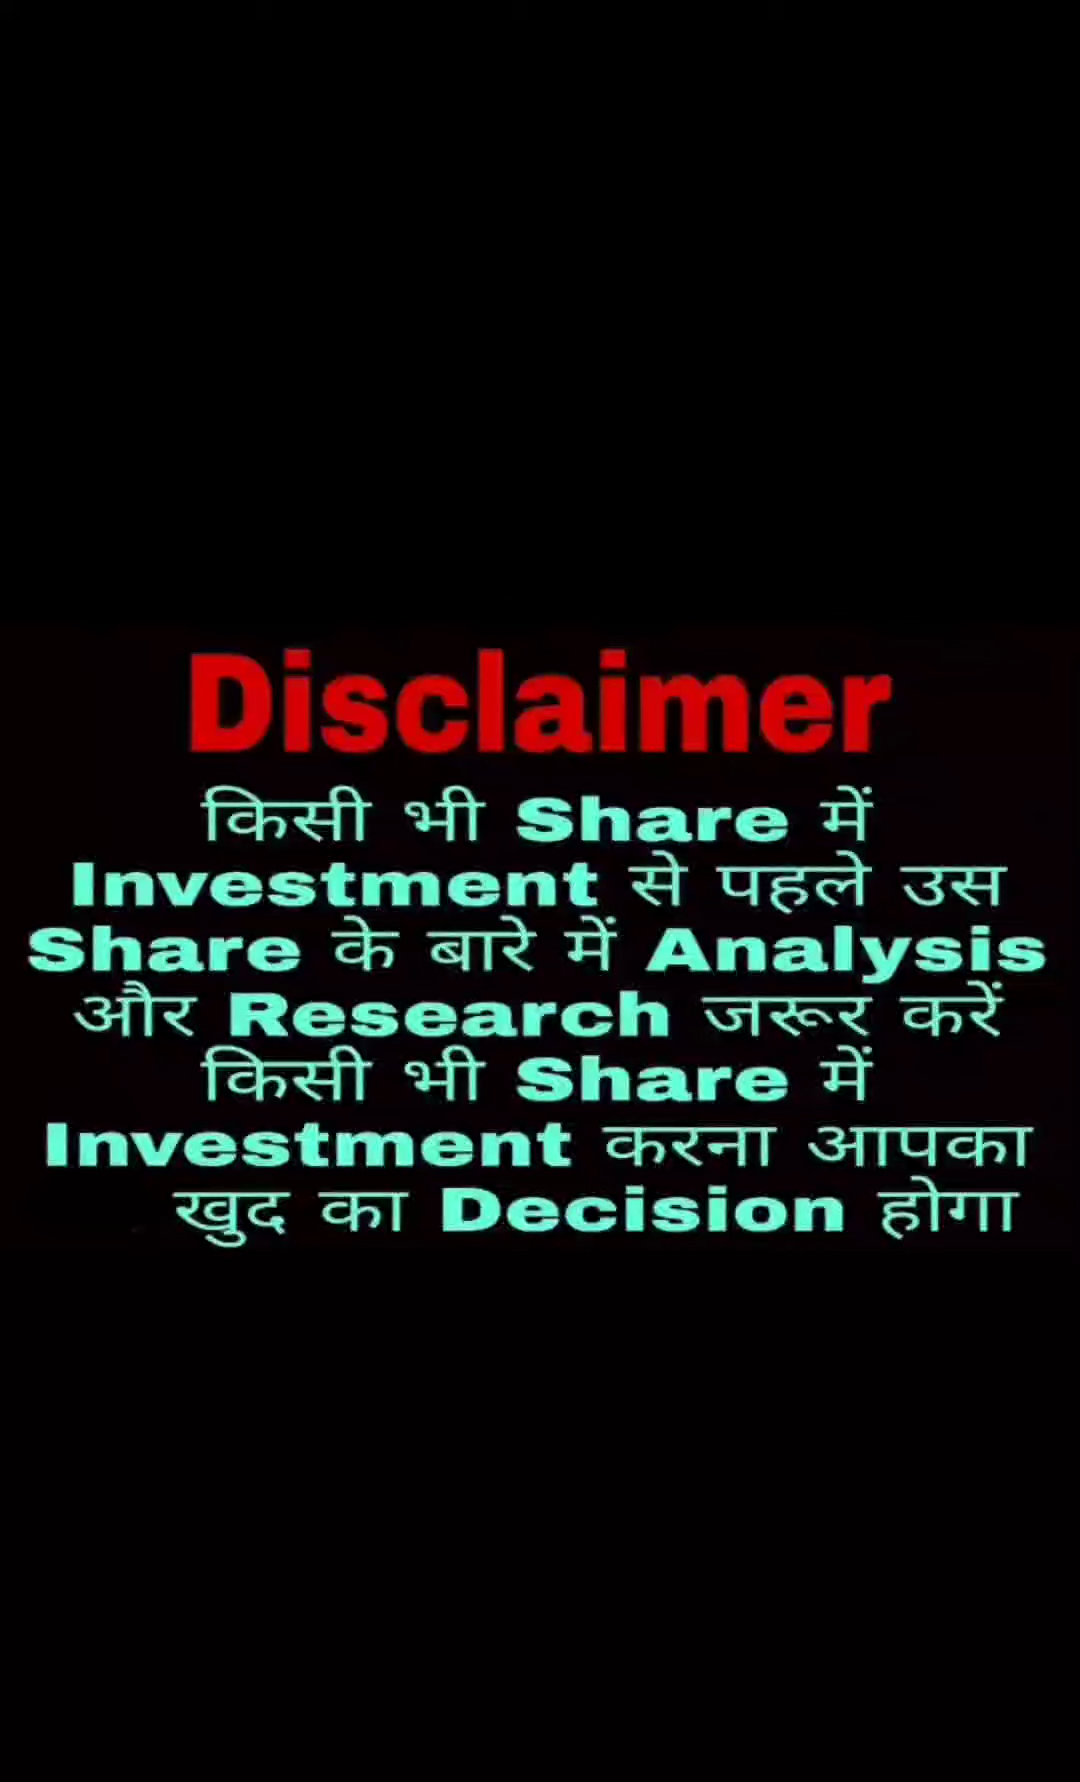 Disclaimer
किसी भी Share में
Investment से पहले उस
Share के बारे में Analysis
और Research जरूर करें
किसी भी Share में
Investment करना आपका
खुद का Decision होगा